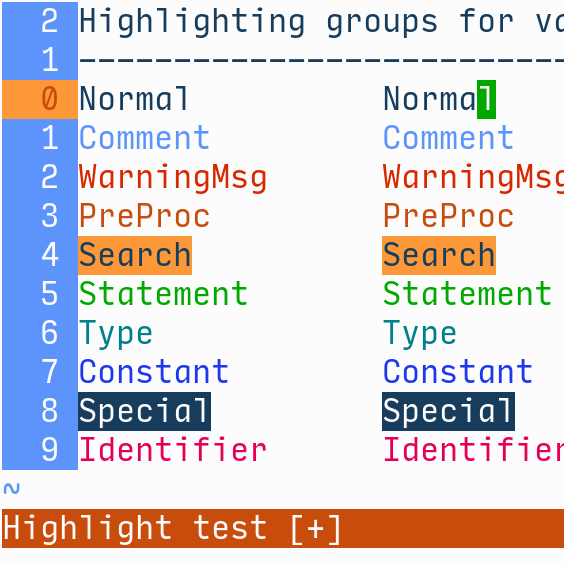 2 Highlighting groups for va
1 --------------------------
0 Normal Normal
1 Comment Comment
2 WarningMsg WarningMsg
3 PreProc PreProc
4 Search Search
5 Statement Statement
6 Type Type
7 Constant Constant
8 Special Special
9 Identifier Identifier
~
Highlight test [+]